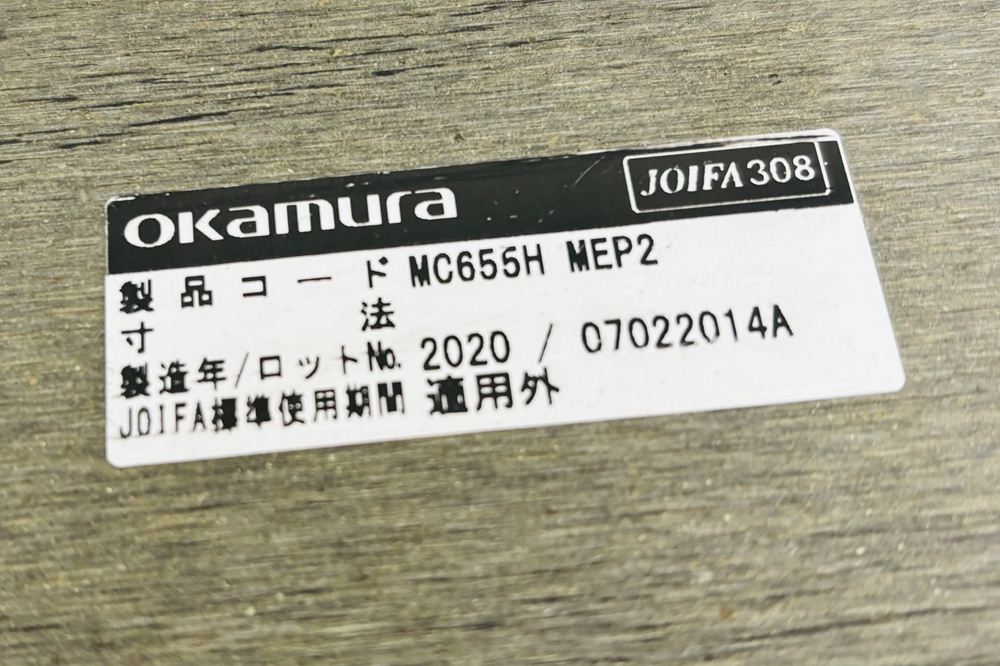 okamura JOIFA308
製品コード MC655H MEP2
寸法
製造年/ロットNo. 2020 / 07022014A
JOIFA標準使用期間 適用外